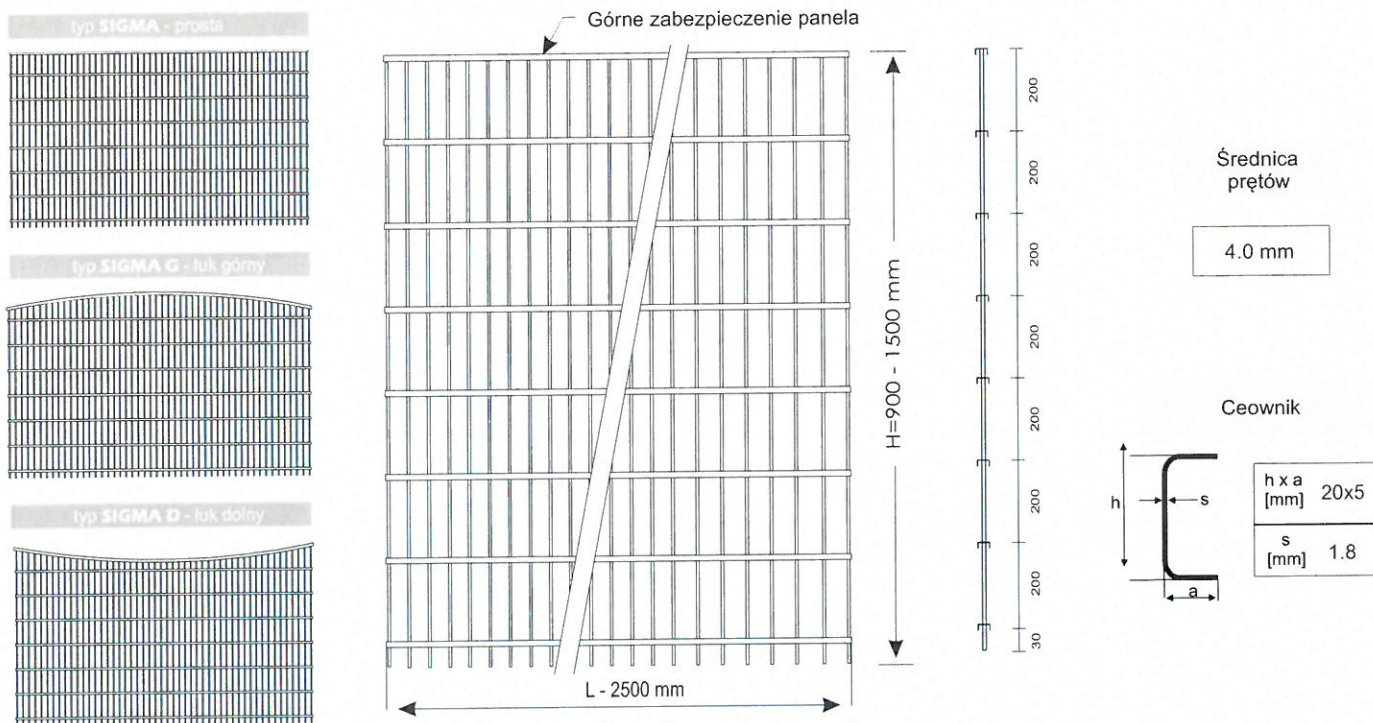 typ SIGMA - prosta
typ SIGMA G - łuk górny
typ SIGMA D - łuk dolny
Górne zabezpieczenie panela
H=900 - 1500 mm
L - 2500 mm
200
200
200
200
200
200
200
30
Średnica
prętów
4.0 mm
Ceownik
h
s
a
h x a
[mm] 20x5
s
[mm] 1.8